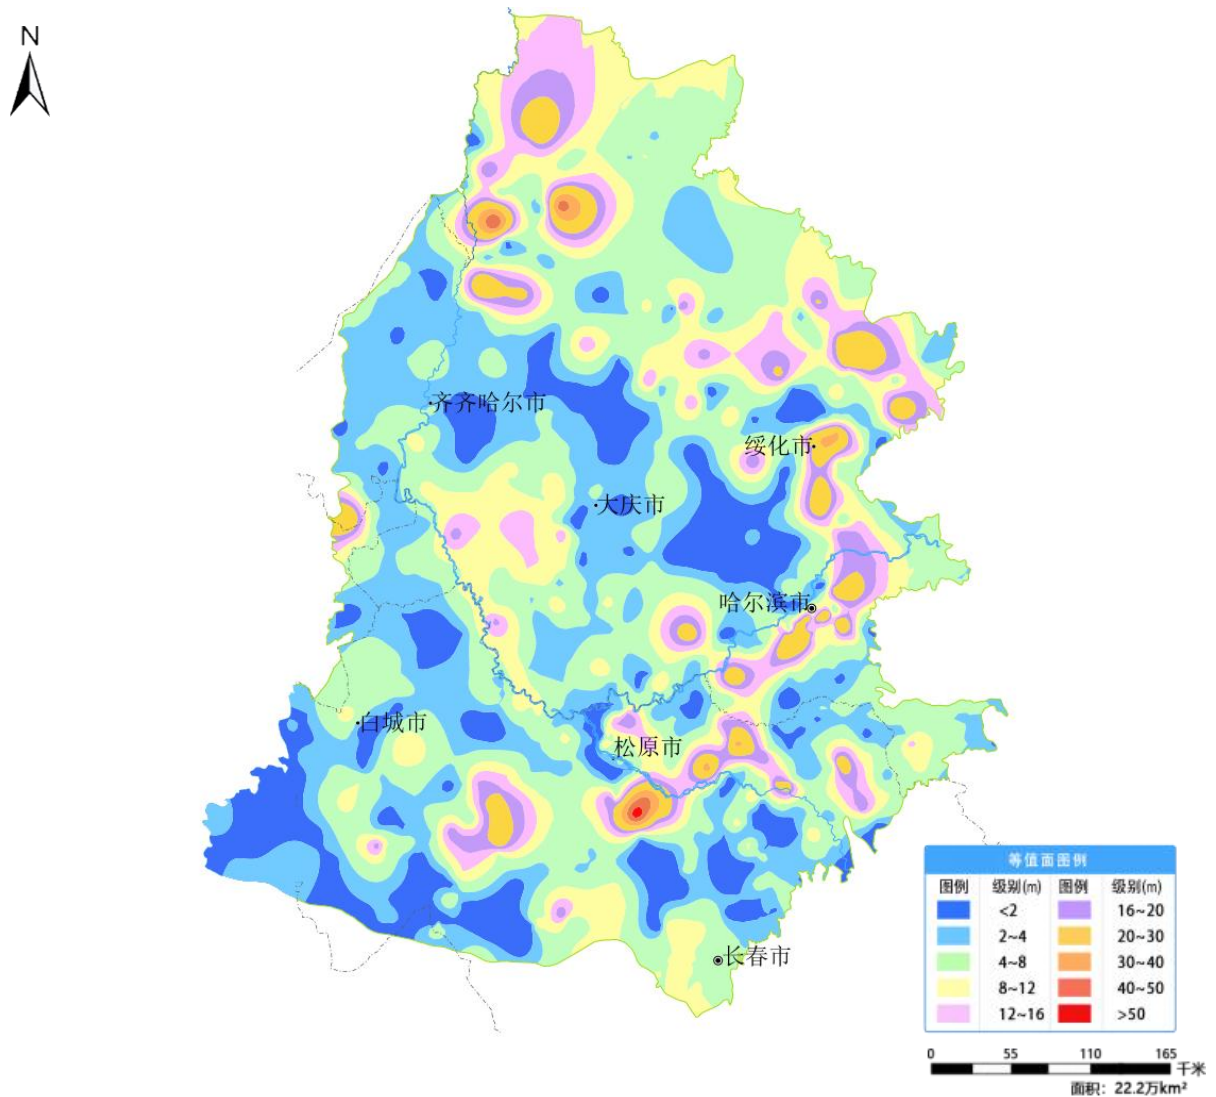 N
齐齐哈尔市
绥化市
大庆市
哈尔滨市
白城市
松原市
长春市
等值面图例
图例 级别(m) 图例 级别(m)
<2 16~20
2~4 20~30
4~8 30~40
8~12 40~50
12~16 >50
0 55 110 165 千米
面积：22.2万km²